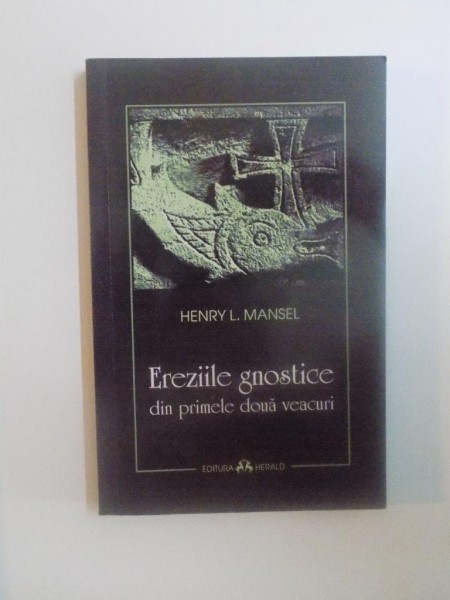 HENRY L. MANSEL
Ereziile gnostice
din primele două veacuri
EDITURA HERALD